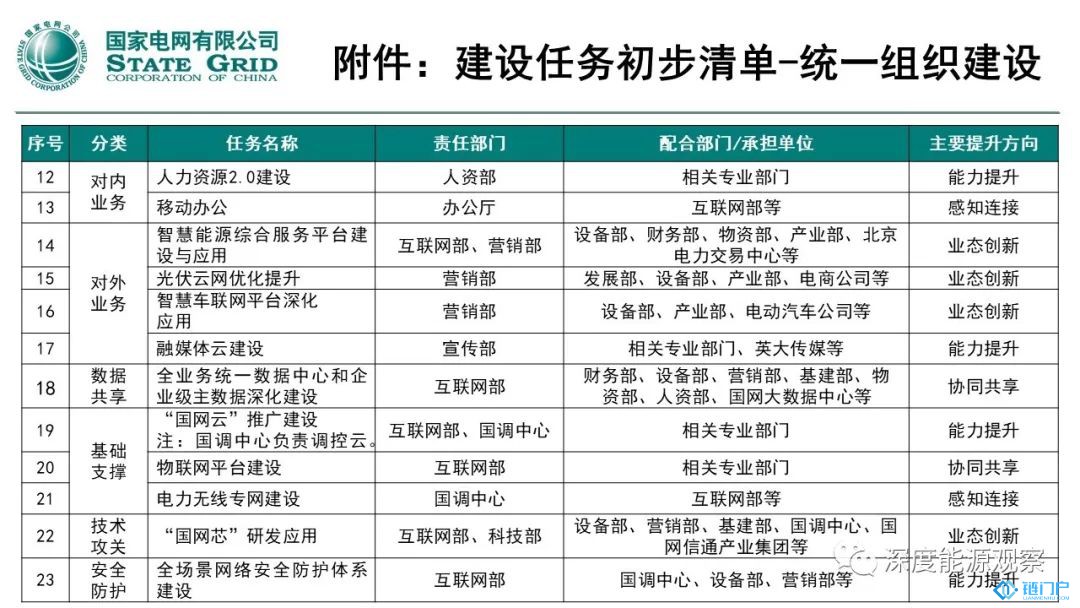 国家电网公司
STATE GRID
CORPORATION OF CHINA
国家电网有限公司
STATE GRID
CORPORATION OF CHINA
附件：建设任务初步清单-统一组织建设
序号 分类 任务名称 责任部门 配合部门/承担单位 主要提升方向
对内
业务
12 人力资源2.0建设 人资部 相关专业部门 能力提升
13 移动办公 办公厅 互联网部等 感知连接
对外
业务
14 智慧能源综合服务平台建
设与应用 互联网部、营销部 设备部、财务部、物资部、产业部、北京
电力交易中心等 业态创新
15 光伏云网优化提升 营销部 发展部、设备部、产业部、电商公司等 业态创新
16 智慧车联网平台深化
应用 营销部 设备部、产业部、电动汽车公司等 业态创新
17 融媒体云建设 宣传部 相关专业部门、英大传媒等 能力提升
18 数据
共享 全业务统一数据中心和企
业级主数据深化建设 互联网部 财务部、设备部、营销部、基建部、物
资部、人资部、国网大数据中心等 协同共享
基础
支撑
19 “国网云”推广建设
注：国调中心负责调控云。 互联网部、国调中心 相关专业部门 能力提升
20 物联网平台建设 互联网部 相关专业部门 协同共享
21 电力无线专网建设 国调中心 互联网部等 感知连接
22 技术
攻关 “国网芯”研发应用 互联网部、科技部 设备部、营销部、基建部、国调中心、国
网信通产业集团等 业态创新
23 安全
防护 全场景网络安全防护体系
建设 互联网部 国调中心、设备部、营销部等 能力提升
深度能源观察
链门户
LIANMENHU.COM